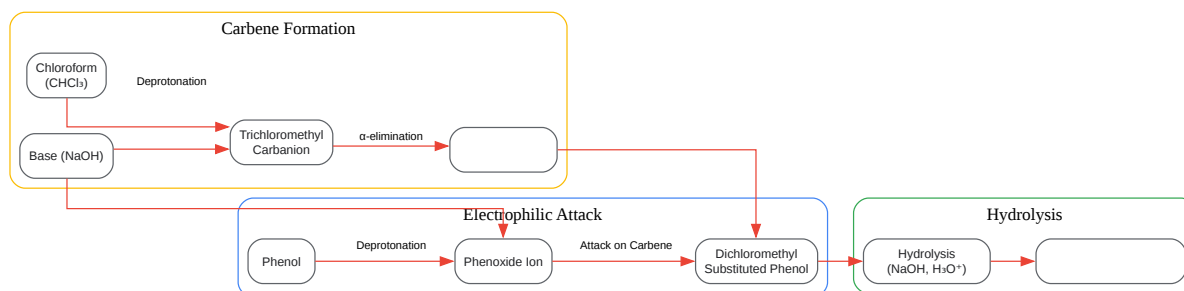 Carbene Formation
Chloroform
(CHCl₃)
Deprotonation
Base (NaOH)
Trichloromethyl
Carbanion
α-elimination
Electrophilic Attack
Phenol
Deprotonation
Phenoxide Ion
Attack on Carbene
Dichloromethyl
Substituted Phenol
Hydrolysis
Hydrolysis
(NaOH, H₃O⁺)